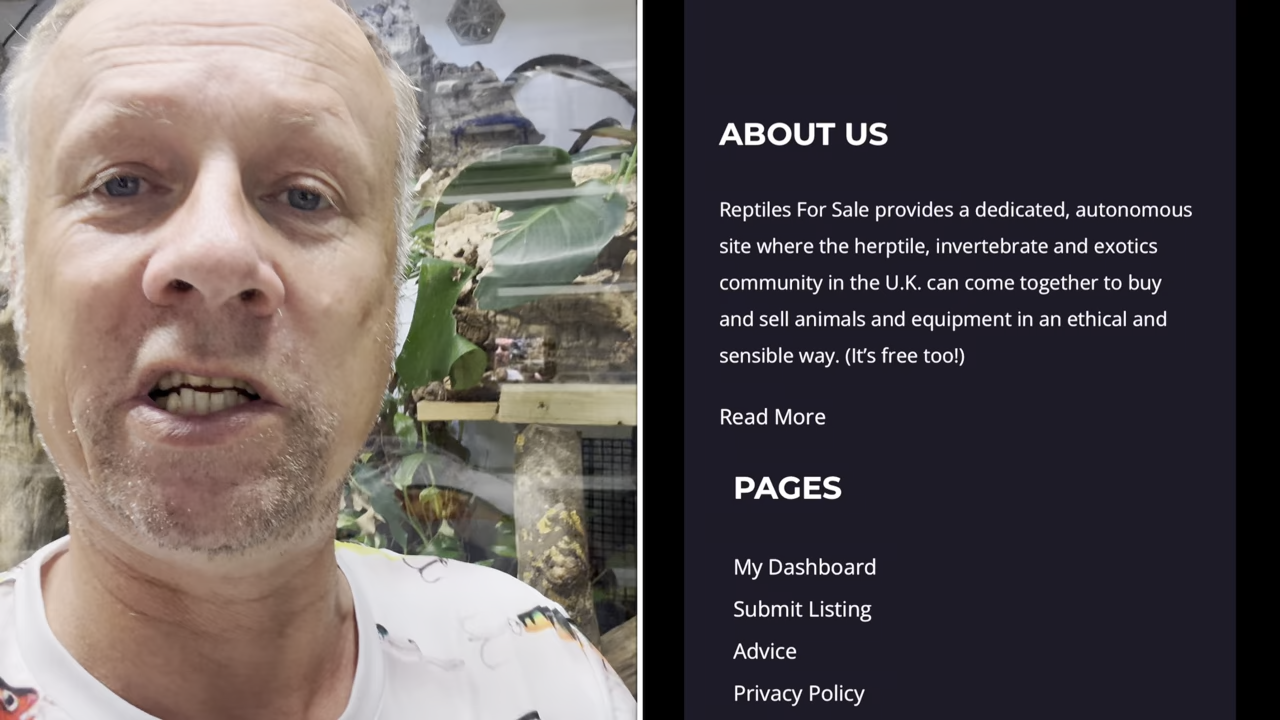 ABOUT US
Reptiles For Sale provides a dedicated, autonomous
site where the herptile, invertebrate and exotics
community in the U.K. can come together to buy
and sell animals and equipment in an ethical and
sensible way. (It’s free too!)
Read More
PAGES
My Dashboard
Submit Listing
Advice
Privacy Policy